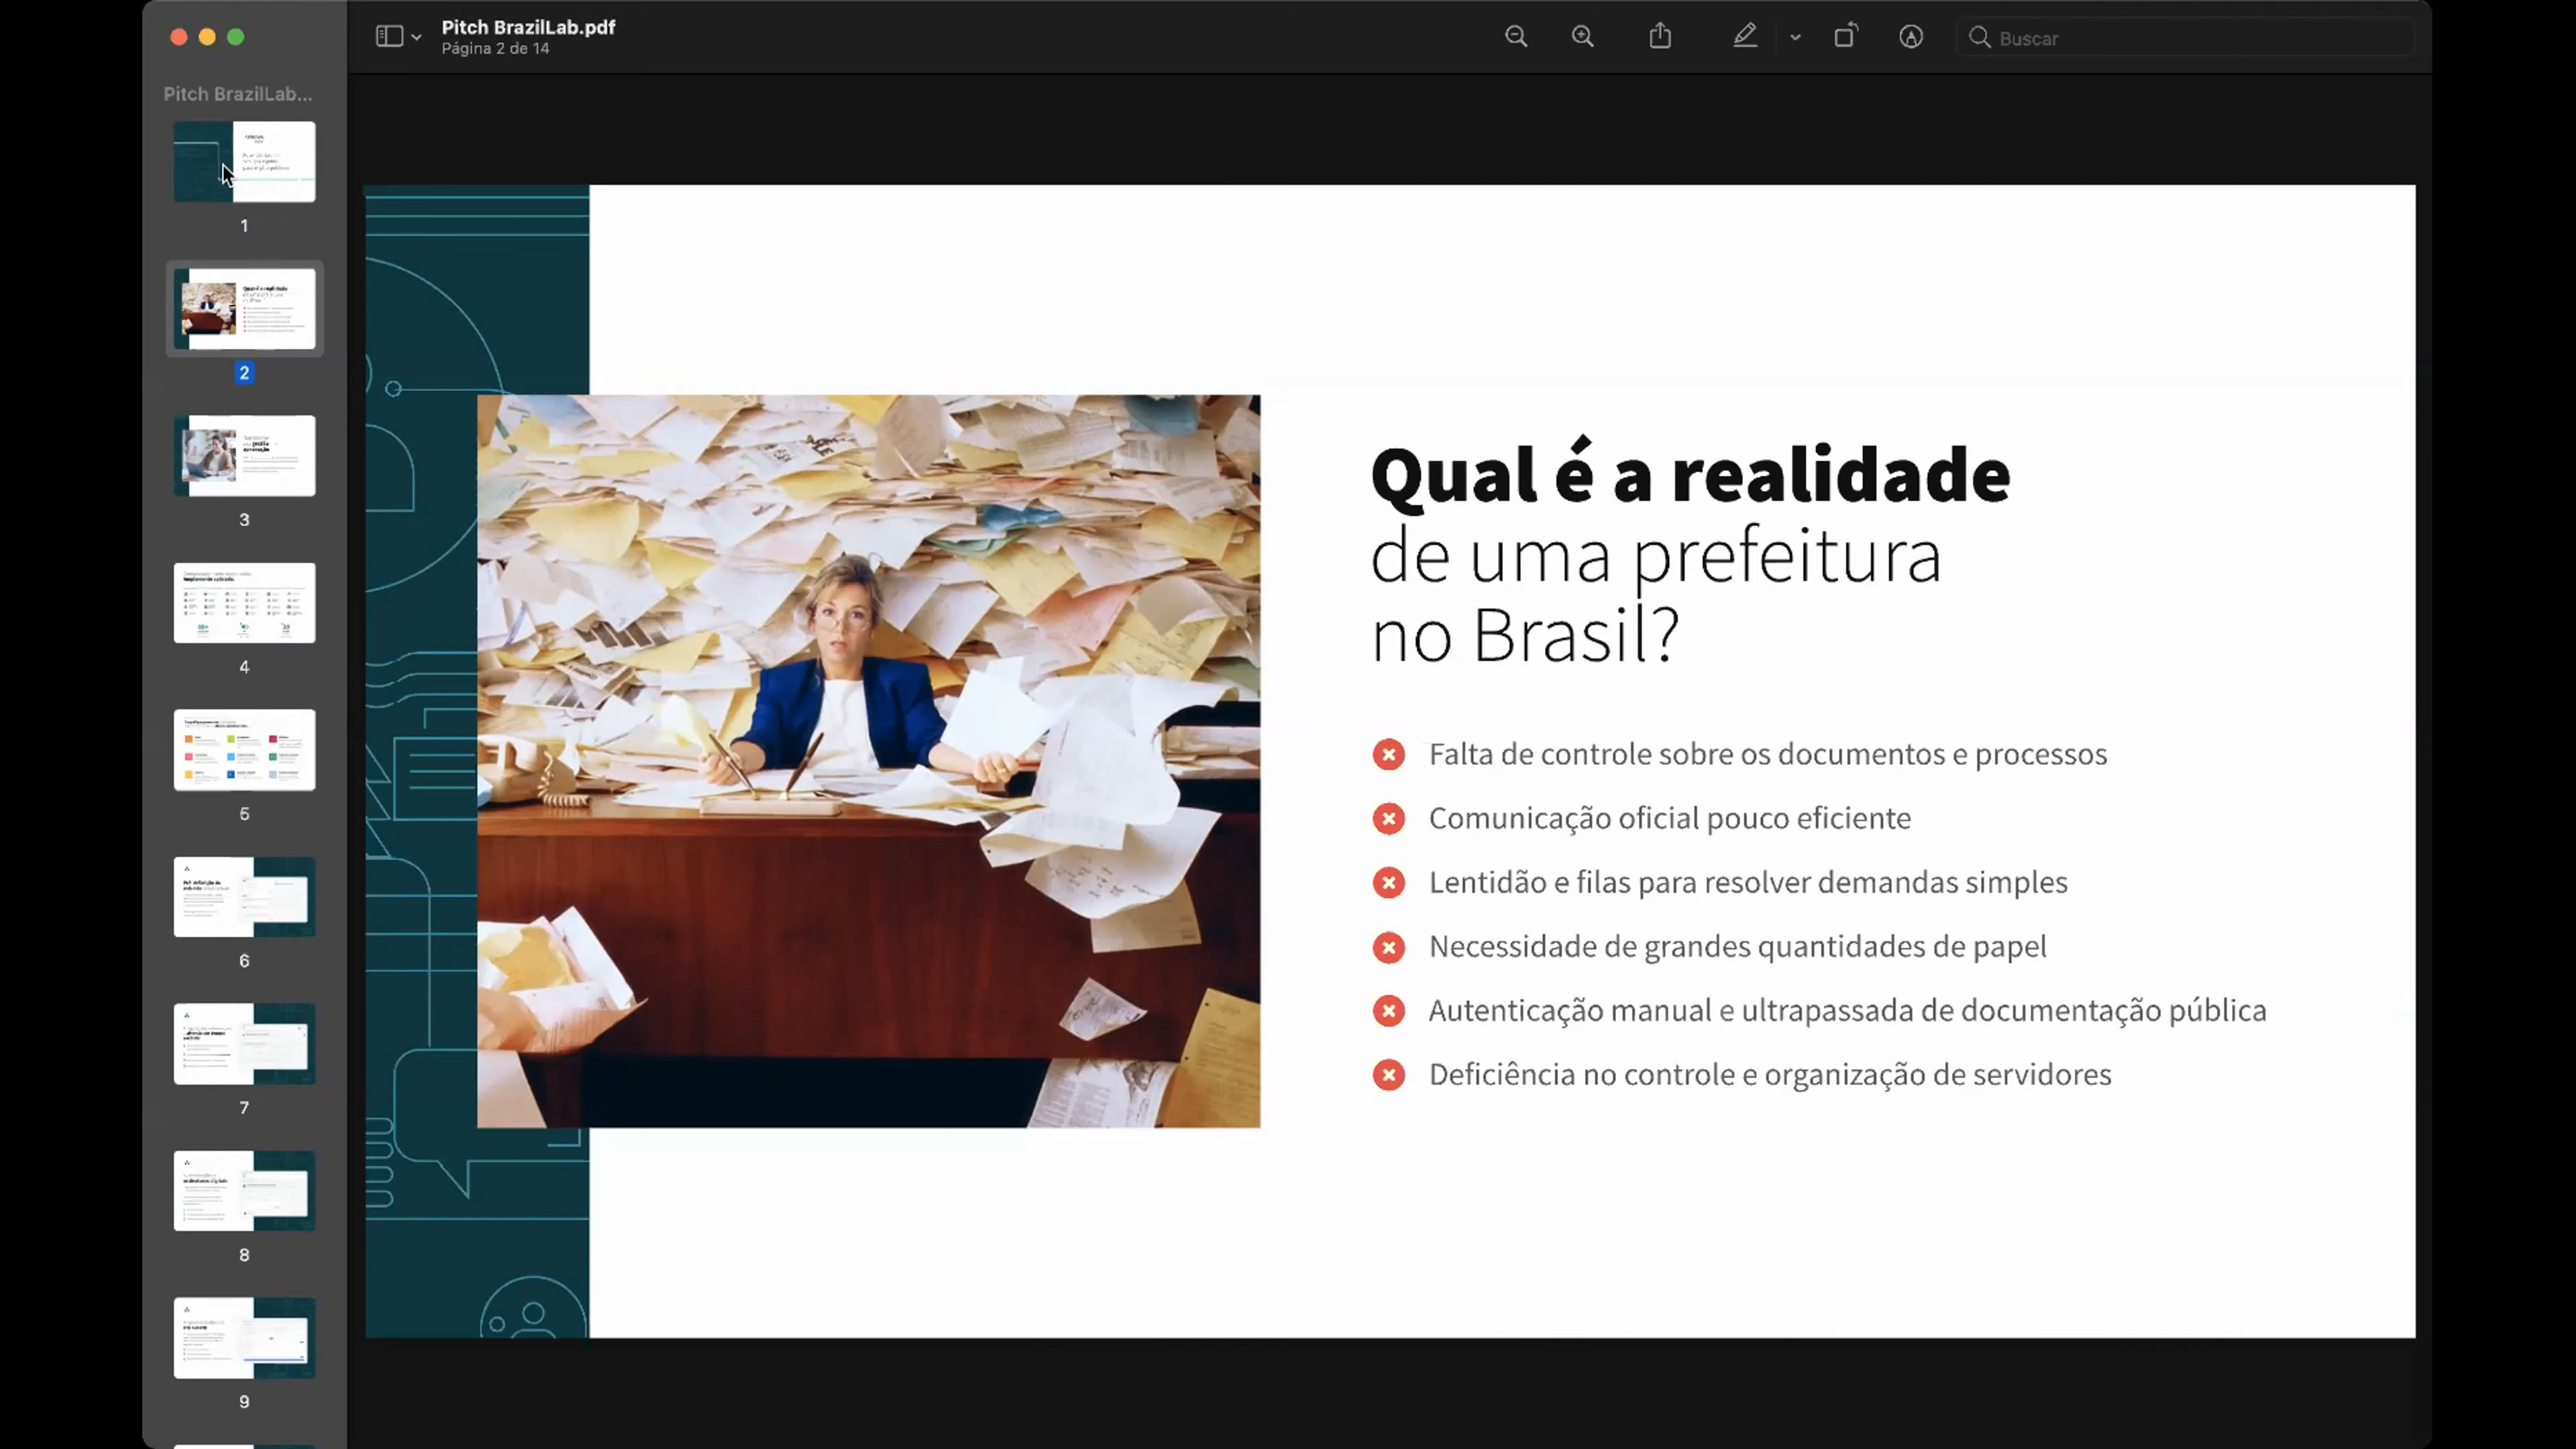 Pitch BrazilLab.pdf
Página 2 de 14
Buscar
Pitch BrazilLab...
1
2
3
4
5
6
7
8
9
Qual é a realidade
de uma prefeitura
no Brasil?
Falta de controle sobre os documentos e processos
Comunicação oficial pouco eficiente
Lentidão e filas para resolver demandas simples
Necessidade de grandes quantidades de papel
Autenticação manual e ultrapassada de documentação pública
Deficiência no controle e organização de servidores